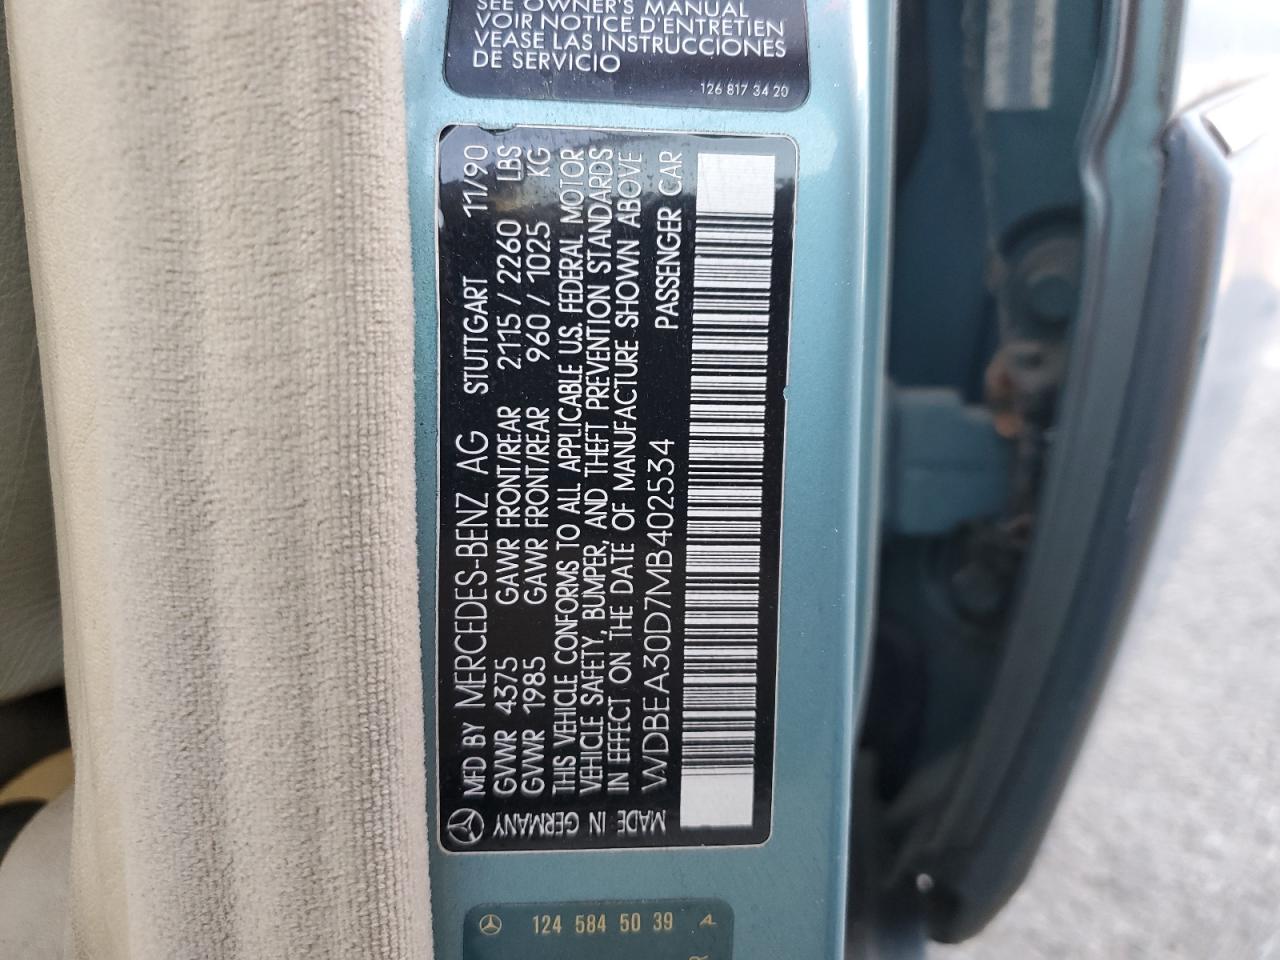 SEE OWNER'S MANUAL
VOIR NOTICE D'ENTRETIEN
VEASE LAS INSTRUCCIONES
DE SERVICIO
126 817 34 20
MFD BY MERCEDES-BENZ AG STUTTGART 11/90
GVWR 4375 GAWR FRONT/REAR 2115 / 2260 LBS
GVWR 1985 GAWR FRONT/REAR 960 / 1025 KG
THIS VEHICLE CONFORMS TO ALL APPLICABLE U.S. FEDERAL MOTOR
VEHICLE SAFETY, BUMPER, AND THEFT PREVENTION STANDARDS
IN EFFECT ON THE DATE OF MANUFACTURE SHOWN ABOVE
WDBEA30D7MB402534 PASSENGER CAR
MADE IN GERMANY
124 584 50 39 A